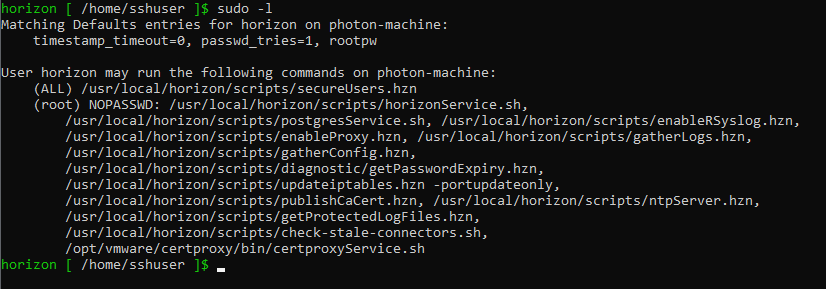 horizon [ /home/sshuser ]$ sudo -l
Matching Defaults entries for horizon on photon-machine:
    timestamp_timeout=0, passwd_tries=1, rootpw

User horizon may run the following commands on photon-machine:
    (ALL) /usr/local/horizon/scripts/secureUsers.hzn
    (root) NOPASSWD: /usr/local/horizon/scripts/horizonService.sh,
        /usr/local/horizon/scripts/postgresService.sh, /usr/local/horizon/scripts/enableRSyslog.hzn,
        /usr/local/horizon/scripts/enableProxy.hzn, /usr/local/horizon/scripts/gatherLogs.hzn,
        /usr/local/horizon/scripts/gatherConfig.hzn,
        /usr/local/horizon/scripts/diagnostic/getPasswordExpiry.hzn,
        /usr/local/horizon/scripts/updateiptables.hzn -portupdateonly,
        /usr/local/horizon/scripts/publishCaCert.hzn, /usr/local/horizon/scripts/ntpServer.hzn,
        /usr/local/horizon/scripts/getProtectedLogFiles.hzn,
        /usr/local/horizon/scripts/check-stale-connectors.sh,
        /opt/vmware/certproxy/bin/certproxyService.sh
horizon [ /home/sshuser ]$